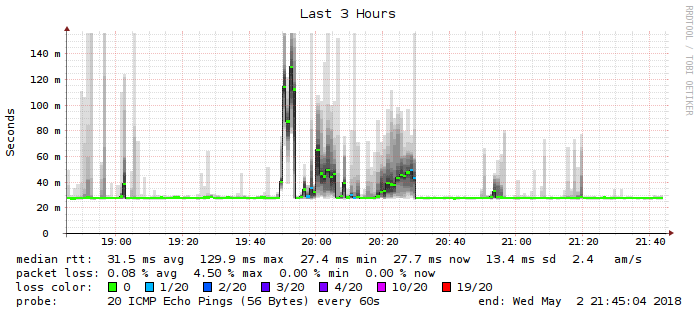 Last 3 Hours
RRDTOOL / TOBI OETIKER
Seconds
140 m
120 m
100 m
80 m
60 m
40 m
20 m
0
19:00 19:20 19:40 20:00 20:20 20:40 21:00 21:20 21:40
median rtt: 31.5 ms avg 129.9 ms max 27.4 ms min 27.7 ms now 13.4 ms sd 2.4 am/s
packet loss: 0.08 % avg 4.50 % max 0.00 % min 0.00 % now
loss color: 0 1/20 2/20 3/20 4/20 10/20 19/20
probe: 20 ICMP Echo Pings (56 Bytes) every 60s end: Wed May 2 21:45:04 2018